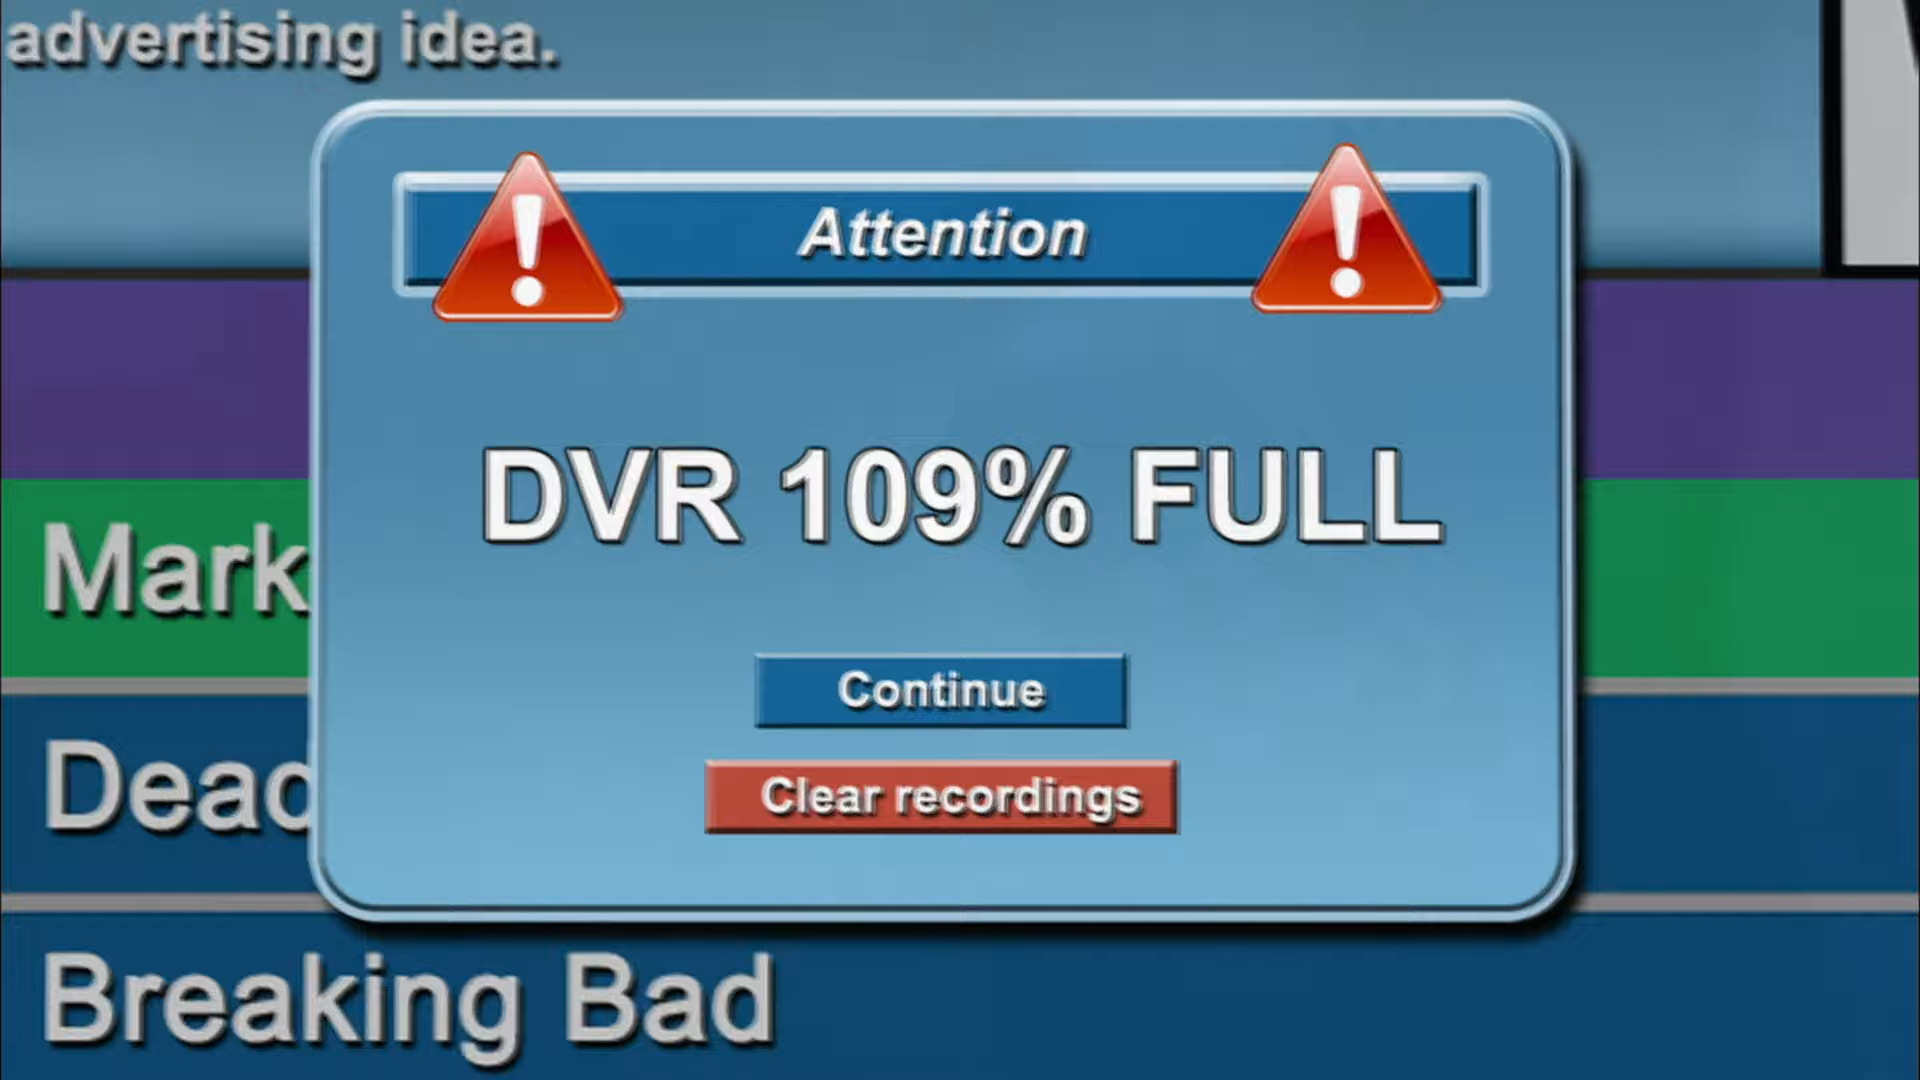 advertising idea.
Attention
DVR 109% FULL
Mark
Continue
Dead
Clear recordings
Breaking Bad